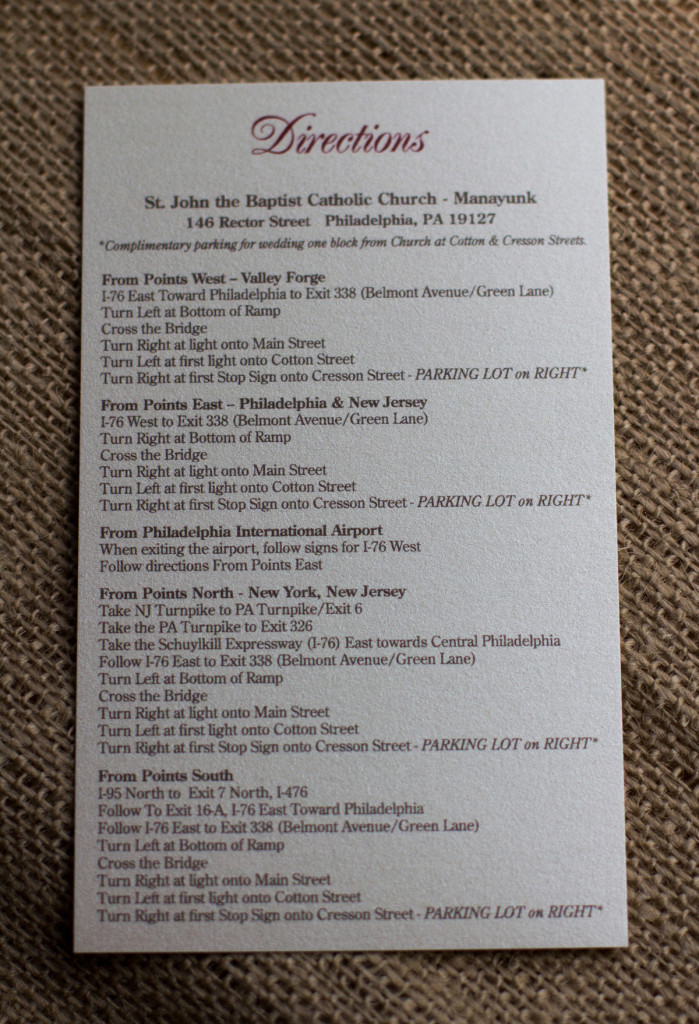 Directions
St. John the Baptist Catholic Church - Manayunk
146 Rector Street Philadelphia, PA 19127
*Complimentary parking for wedding one block from Church at Cotton & Cresson Streets.
From Points West – Valley Forge
I-76 East Toward Philadelphia to Exit 338 (Belmont Avenue/Green Lane)
Turn Left at Bottom of Ramp
Cross the Bridge
Turn Right at light onto Main Street
Turn Left at first light onto Cotton Street
Turn Right at first Stop Sign onto Cresson Street - PARKING LOT on RIGHT*
From Points East – Philadelphia & New Jersey
I-76 West to Exit 338 (Belmont Avenue/Green Lane)
Turn Right at Bottom of Ramp
Cross the Bridge
Turn Right at light onto Main Street
Turn Left at first light onto Cotton Street
Turn Right at first Stop Sign onto Cresson Street - PARKING LOT on RIGHT*
From Philadelphia International Airport
When exiting the airport, follow signs for I-76 West
Follow directions From Points East
From Points North - New York, New Jersey
Take NJ Turnpike to PA Turnpike/Exit 6
Take the PA Turnpike to Exit 326
Take the Schuylkill Expressway (I-76) East towards Central Philadelphia
Follow I-76 East to Exit 338 (Belmont Avenue/Green Lane)
Turn Left at Bottom of Ramp
Cross the Bridge
Turn Right at light onto Main Street
Turn Left at first light onto Cotton Street
Turn Right at first Stop Sign onto Cresson Street - PARKING LOT on RIGHT*
From Points South
I-95 North to Exit 7 North, I-476
Follow To Exit 16-A, I-76 East Toward Philadelphia
Follow I-76 East to Exit 338 (Belmont Avenue/Green Lane)
Turn Left at Bottom of Ramp
Cross the Bridge
Turn Right at light onto Main Street
Turn Left at first light onto Cotton Street
Turn Right at first Stop Sign onto Cresson Street - PARKING LOT on RIGHT*